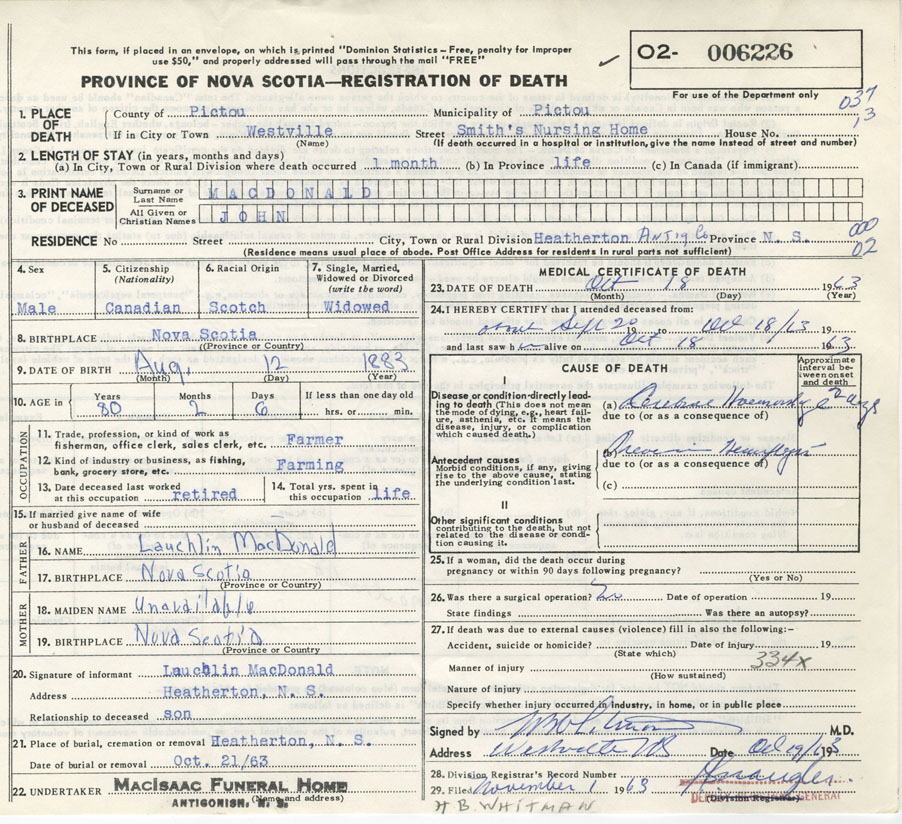 This form, if placed in an envelope, on which is printed "Dominion Statistics – Free, penalty for improper
use $50," and properly addressed will pass through the mail "FREE"
O2- 006226
For use of the Department only
PROVINCE OF NOVA SCOTIA—REGISTRATION OF DEATH
037
13
1. PLACE OF DEATH
County of Pictou Municipality of Pictou
If in City or Town Westville Street Smith's Nursing Home House No.
(Name) (If death occurred in a hospital or institution, give the name instead of street and number)
2. LENGTH OF STAY (in years, months and days)
(a) In City, Town or Rural Division where death occurred 1 month (b) In Province life (c) In Canada (if immigrant)
3. PRINT NAME OF DECEASED
Surname or Last Name MACDONALD
All Given or Christian Names JOHN
000
02
RESIDENCE No Street City, Town or Rural Division Heatherton Antig Co Province N. S.
(Residence means usual place of abode. Post Office Address for residents in rural parts not sufficient)
4. Sex Male
5. Citizenship (Nationality) Canadian
6. Racial Origin Scotch
7. Single, Married, Widowed or Divorced (write the word) Widowed
8. BIRTHPLACE Nova Scotia
((Province or Country)
9. DATE OF BIRTH Aug. 12 1883
(Month) (Day) (Year)
10. AGE in Years 80 Months 2 Days 6 If less than one day old hrs. or min.
OCCUPATION
11. Trade, profession, or kind of work as
fisherman, office clerk, sales clerk, etc. Farmer
12. Kind of industry or business, as fishing,
bank, grocery store, etc. Farming
13. Date deceased last worked
at this occupation retired
14. Total yrs. spent in
this occupation life
15. If married give name of wife
or husband of deceased
FATHER
16. NAME Lauchlin MacDonald
17. BIRTHPLACE Nova Scotia
(Province or Country)
MOTHER
18. MAIDEN NAME Unavailable
19. BIRTHPLACE Nova Scotia
(Province or Country
20. Signature of informant Lauchlin MacDonald
Address Heatherton, N. S.
Relationship to deceased son
21. Place of burial, cremation or removal Heatherton, N. S.
Date of burial or removal Oct. 21/63
22. UNDERTAKER MacIsaac Funeral Home
(Name and address)
ANTIGONISH, N. S.
MEDICAL CERTIFICATE OF DEATH
23. DATE OF DEATH Oct 18 1963
(Month) (Day) (Year)
24. I HEREBY CERTIFY that I attended deceased from:
about Sept 20 19 to Oct 18/63 19
and last saw h alive on Oct 18 1963
CAUSE OF DEATH
Approximate interval between onset and death
I
Disease or condition directly leading to death (This does not mean
the mode of dying, e.g., heart failure, asthenia, etc. It means the
disease, injury, or complication
which caused death.)
(a) Cerebral Hemorrhage 2 days
due to (or as a consequence of)
Antecedent causes
Morbid conditions, if any, giving
rise to the above cause, stating
the underlying condition last.
(b)
due to (or as a consequence of)
(c)
II
Other significant conditions
contributing to the death, but not
related to the disease or condition causing it.
25. If a woman, did the death occur during
pregnancy or within 90 days following pregnancy?
(Yes or No)
26. Was there a surgical operation? No Date of operation 19
State findings Was there an autopsy?
27. If death was due to external causes (violence) fill in also the following:–
Accident, suicide or homicide? Date of injury 19
(State which)
334x
Manner of injury
(How sustained)
Nature of injury
Specify whether injury occurred in industry, in home, or in public place
Signed by M.D.
Address Westville NS Date Oct 19/63
28. Division Registrar's Record Number
29. Filed November 1 1963
(Division Registrar)
DEPUTY REGISTRAR GENERAL
H B. WHITMAN